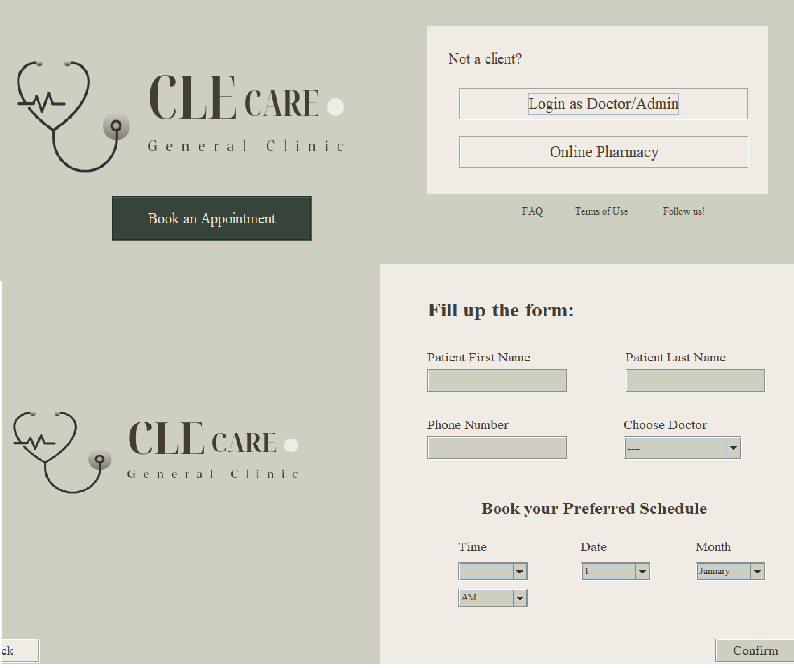 CLE CARE
General Clinic
Book an Appointment
Not a client?
Login as Doctor/Admin
Online Pharmacy
FAQ Terms of Use Follow us!
CLE CARE
General Clinic
ck
Fill up the form:
Patient First Name Patient Last Name
Phone Number Choose Doctor
---
Book your Preferred Schedule
Time Date Month
1 January
AM
Confirm